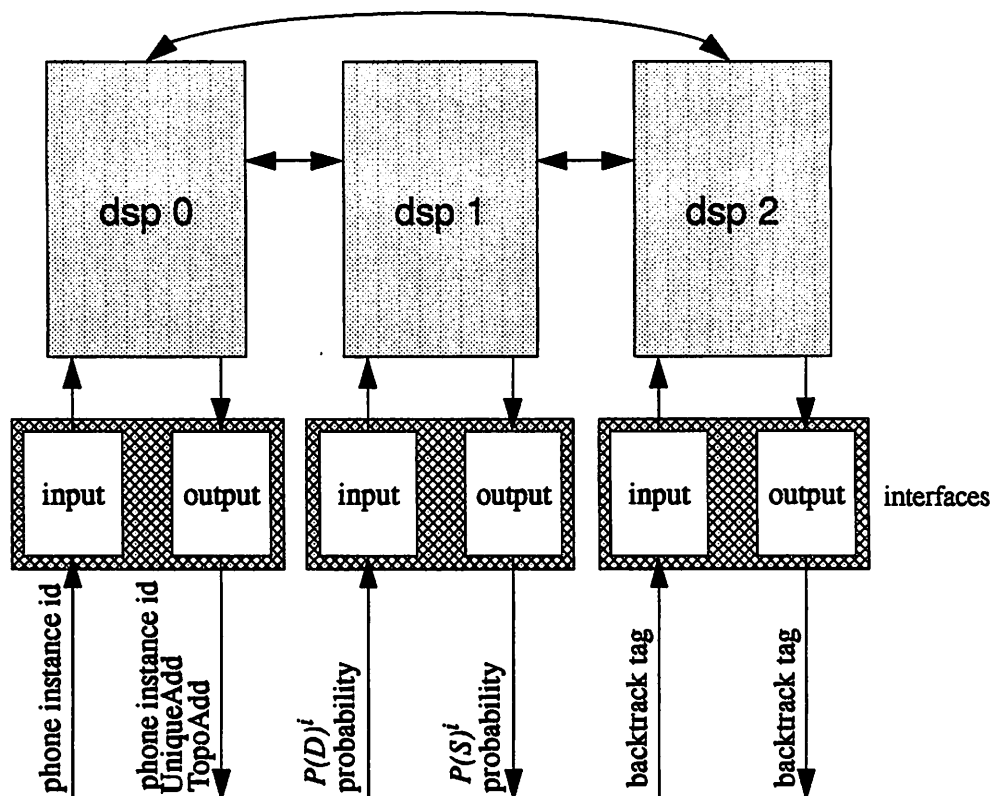 dsp 0
dsp 1
dsp 2
input
output
input
output
input
output
interfaces
phone instance id
phone instance id
UniqueAdd
TopoAdd
P(D)^i
probability
P(S)^i
probability
backtrack tag
backtrack tag